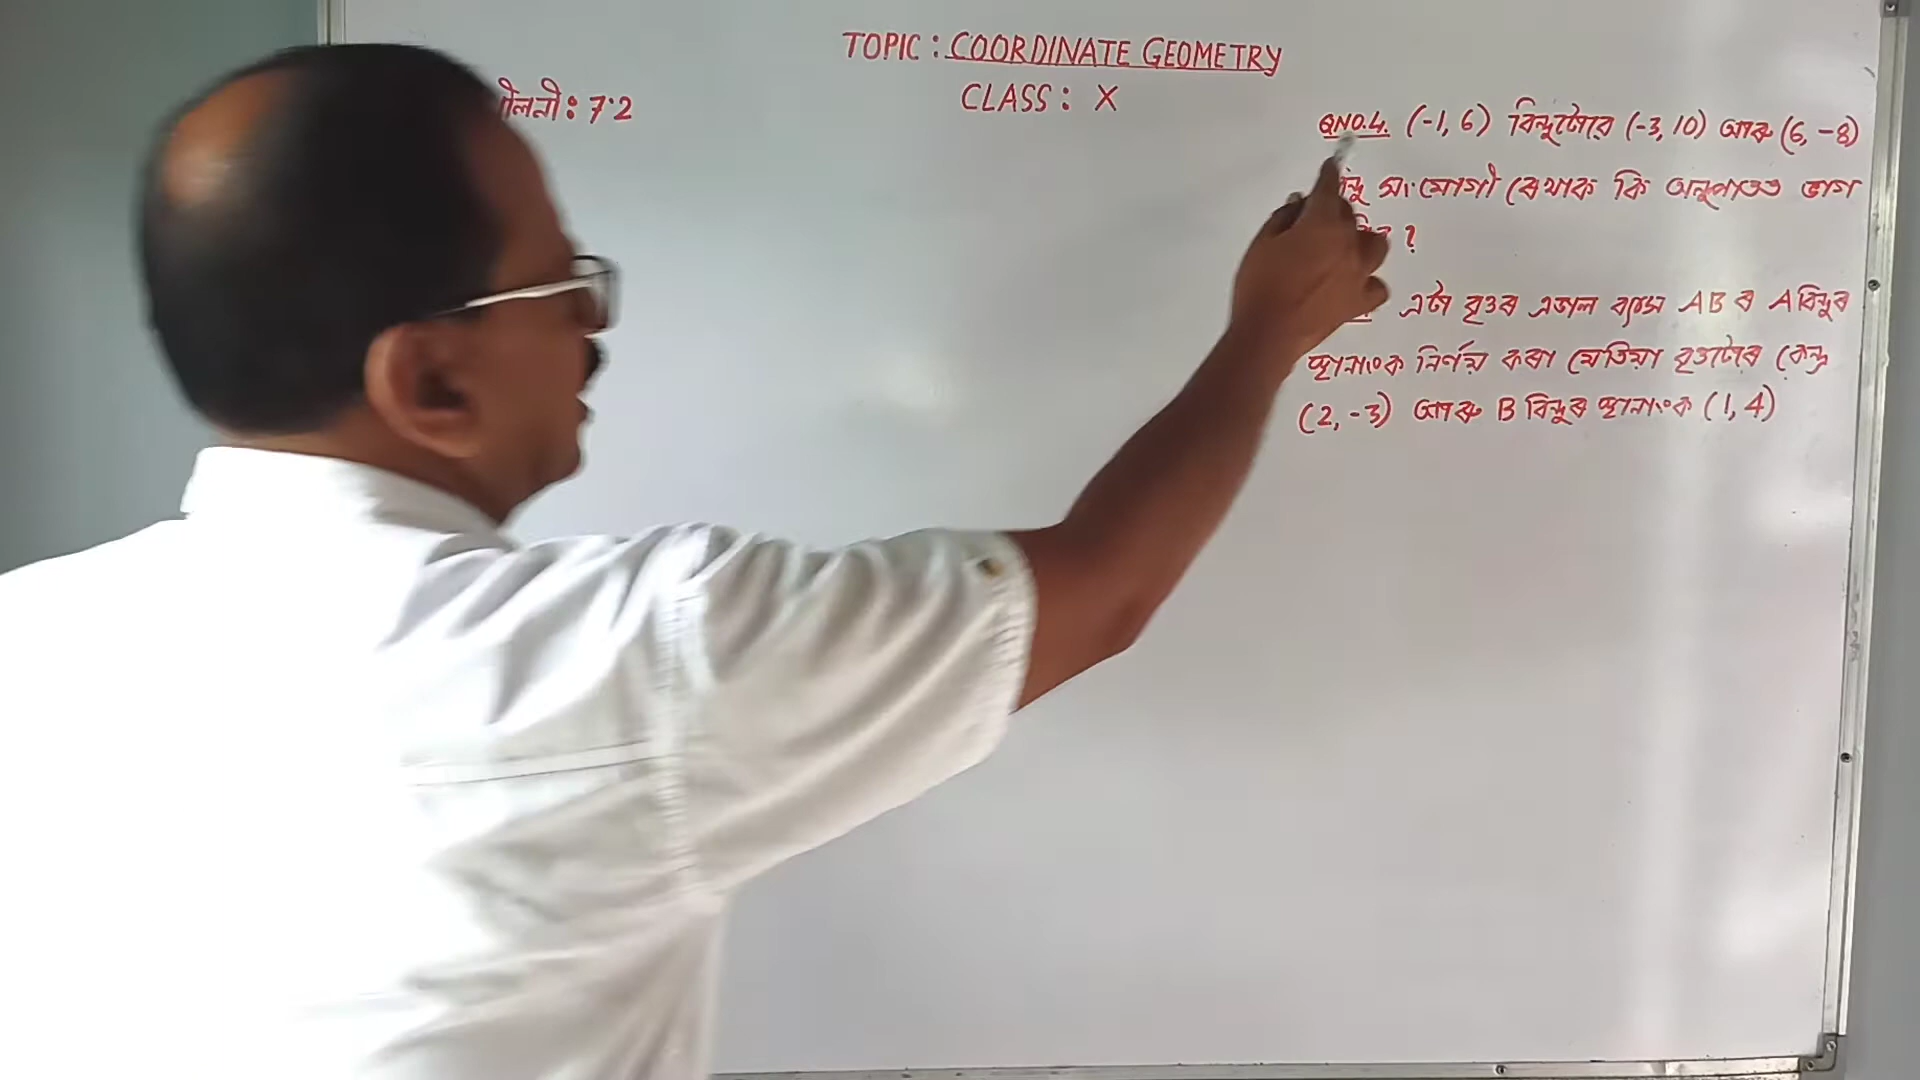 TOPIC : COORDINATE GEOMETRY
CLASS : X
7.2
QNO.4. (-1, 6) বিন্দুটোৱে (-3, 10) আৰু (6, -8)
সংযোগী ৰেখাক কি অনুপাতত ভাগ
?
এটা বৃত্তৰ এডাল ব্যাস AB ৰ A বিন্দুৰ
স্থানাংক নিৰ্ণয় কৰা যেতিয়া বৃত্তটোৰ কেন্দ্ৰ
(2, -3) আৰু B বিন্দুৰ স্থানাংক (1, 4)